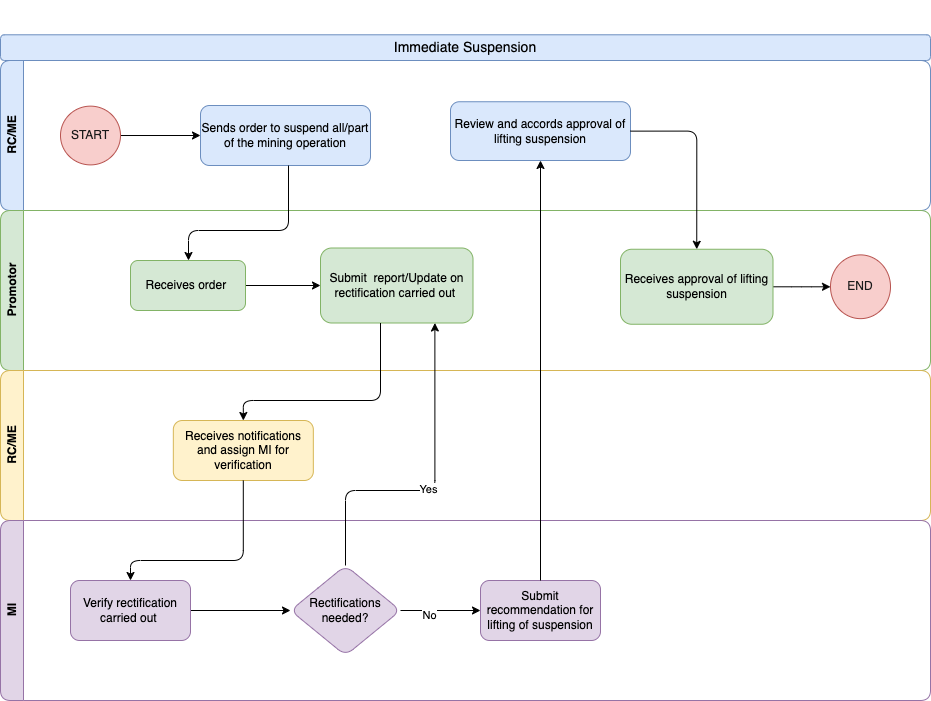 Immediate Suspension
RC/ME
START
Sends order to suspend all/part
of the mining operation
Review and accords approval of
lifting suspension
Promotor
Receives order
Submit report/Update on
rectification carried out
Receives approval of lifting
suspension
END
RC/ME
Receives notifications
and assign MI for
verification
Yes
MI
Verify rectification
carried out
Rectifications
needed?
No
Submit
recommendation for
lifting of suspension